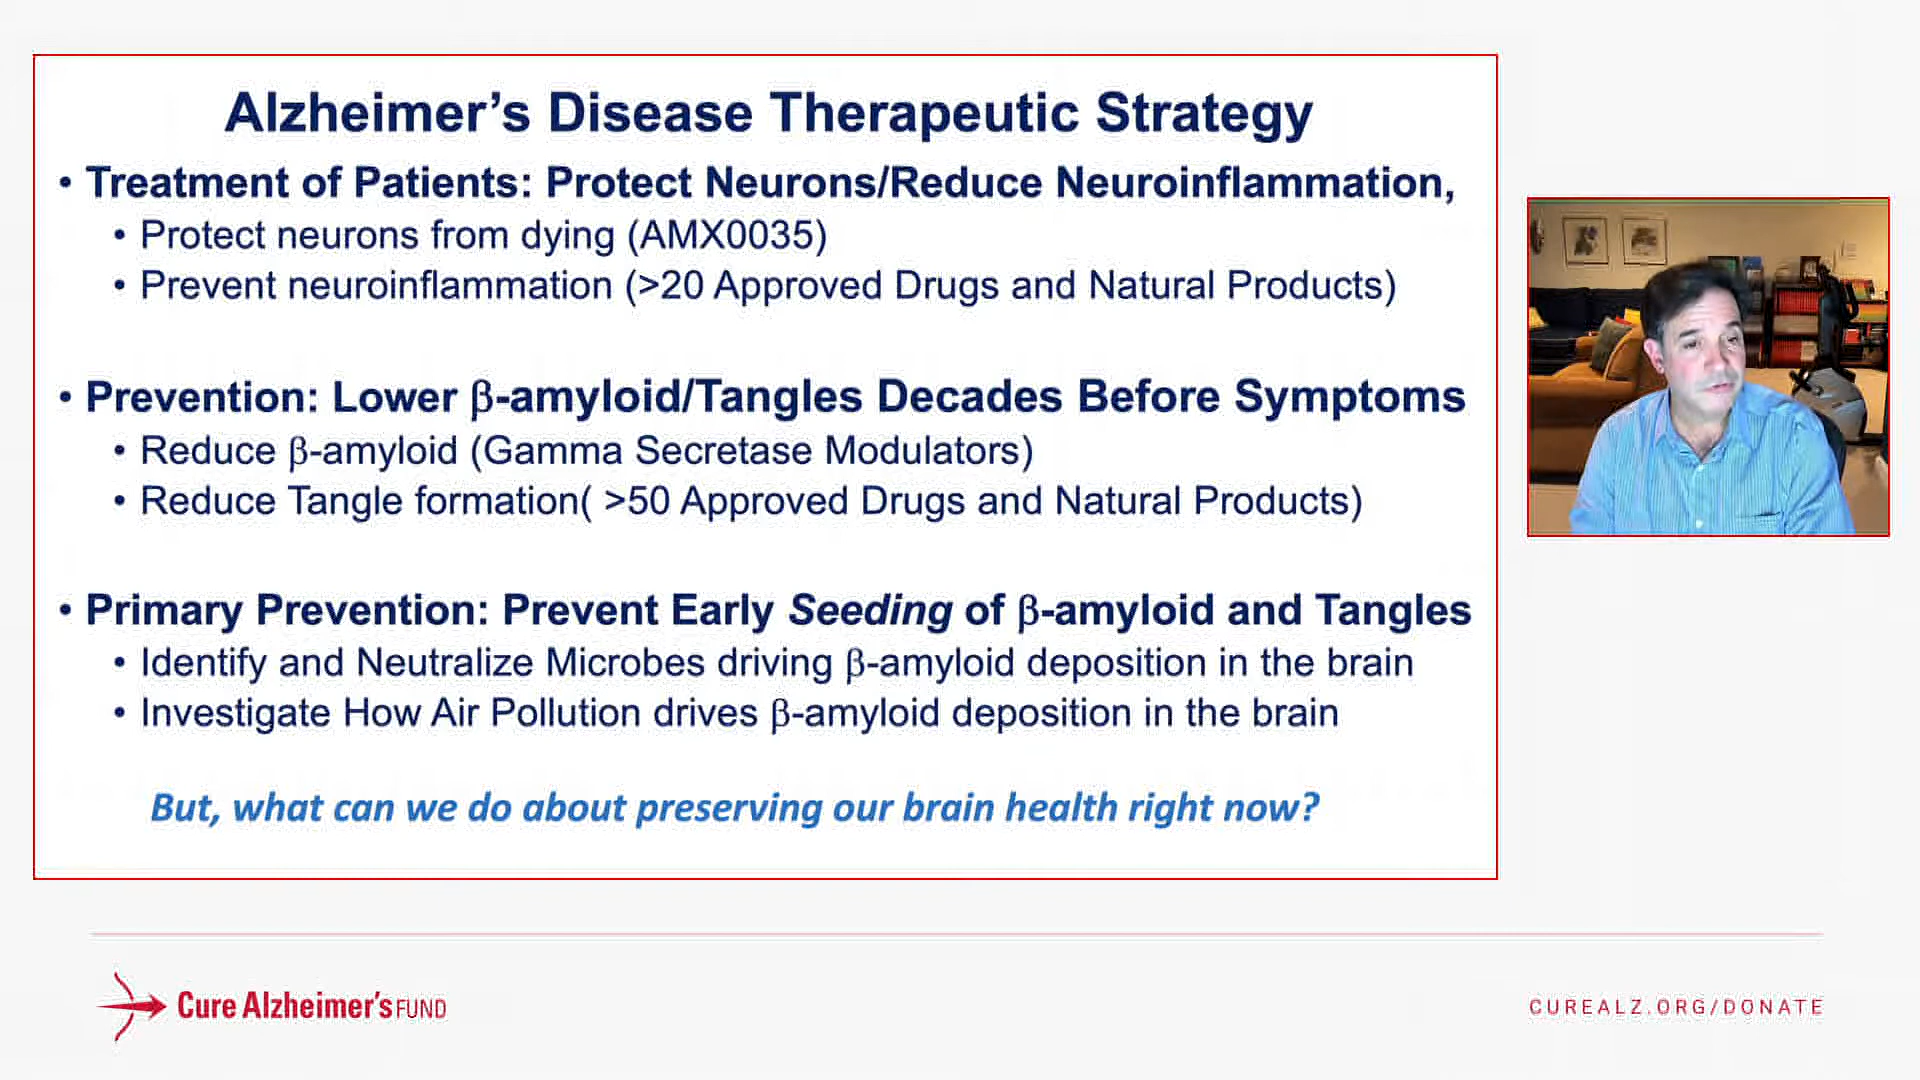 Alzheimer’s Disease Therapeutic Strategy
• Treatment of Patients: Protect Neurons/Reduce Neuroinflammation,
• Protect neurons from dying (AMX0035)
• Prevent neuroinflammation (>20 Approved Drugs and Natural Products)
• Prevention: Lower β-amyloid/Tangles Decades Before Symptoms
• Reduce β-amyloid (Gamma Secretase Modulators)
• Reduce Tangle formation( >50 Approved Drugs and Natural Products)
• Primary Prevention: Prevent Early Seeding of β-amyloid and Tangles
• Identify and Neutralize Microbes driving β-amyloid deposition in the brain
• Investigate How Air Pollution drives β-amyloid deposition in the brain
But, what can we do about preserving our brain health right now?
Cure Alzheimer’s FUND
CUREALZ.ORG/DONATE